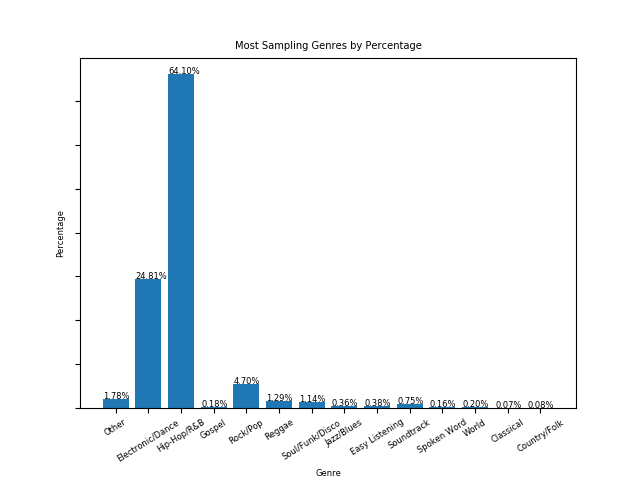 Most Sampling Genres by Percentage
64.10%
24.81%
4.70%
1.78%
1.29%
1.14%
0.75%
0.36%
0.38%
0.18%
0.16%
0.20%
0.07%
0.08%
Percentage
Other
Electronic/Dance
Hip-Hop/R&B
Gospel
Rock/Pop
Reggae
Soul/Funk/Disco
Jazz/Blues
Easy Listening
Soundtrack
Spoken Word
World
Classical
Country/Folk
Genre